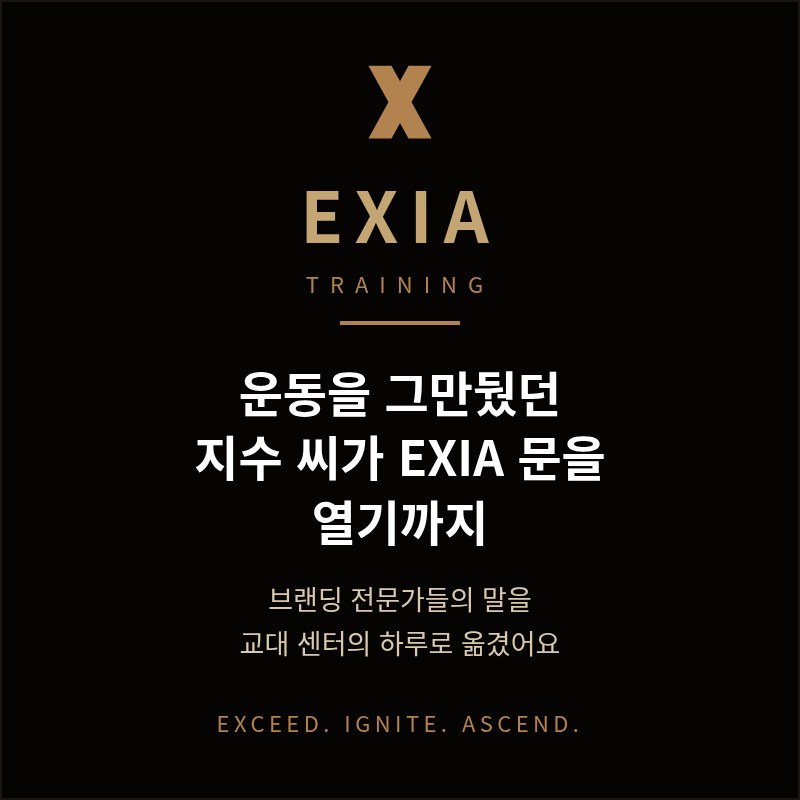 X
EXIA
TRAINING
운동을 그만뒀던
지수 씨가 EXIA 문을
열기까지
브랜딩 전문가들의 말을
교대 센터의 하루로 옮겼어요
EXCEED. IGNITE. ASCEND.